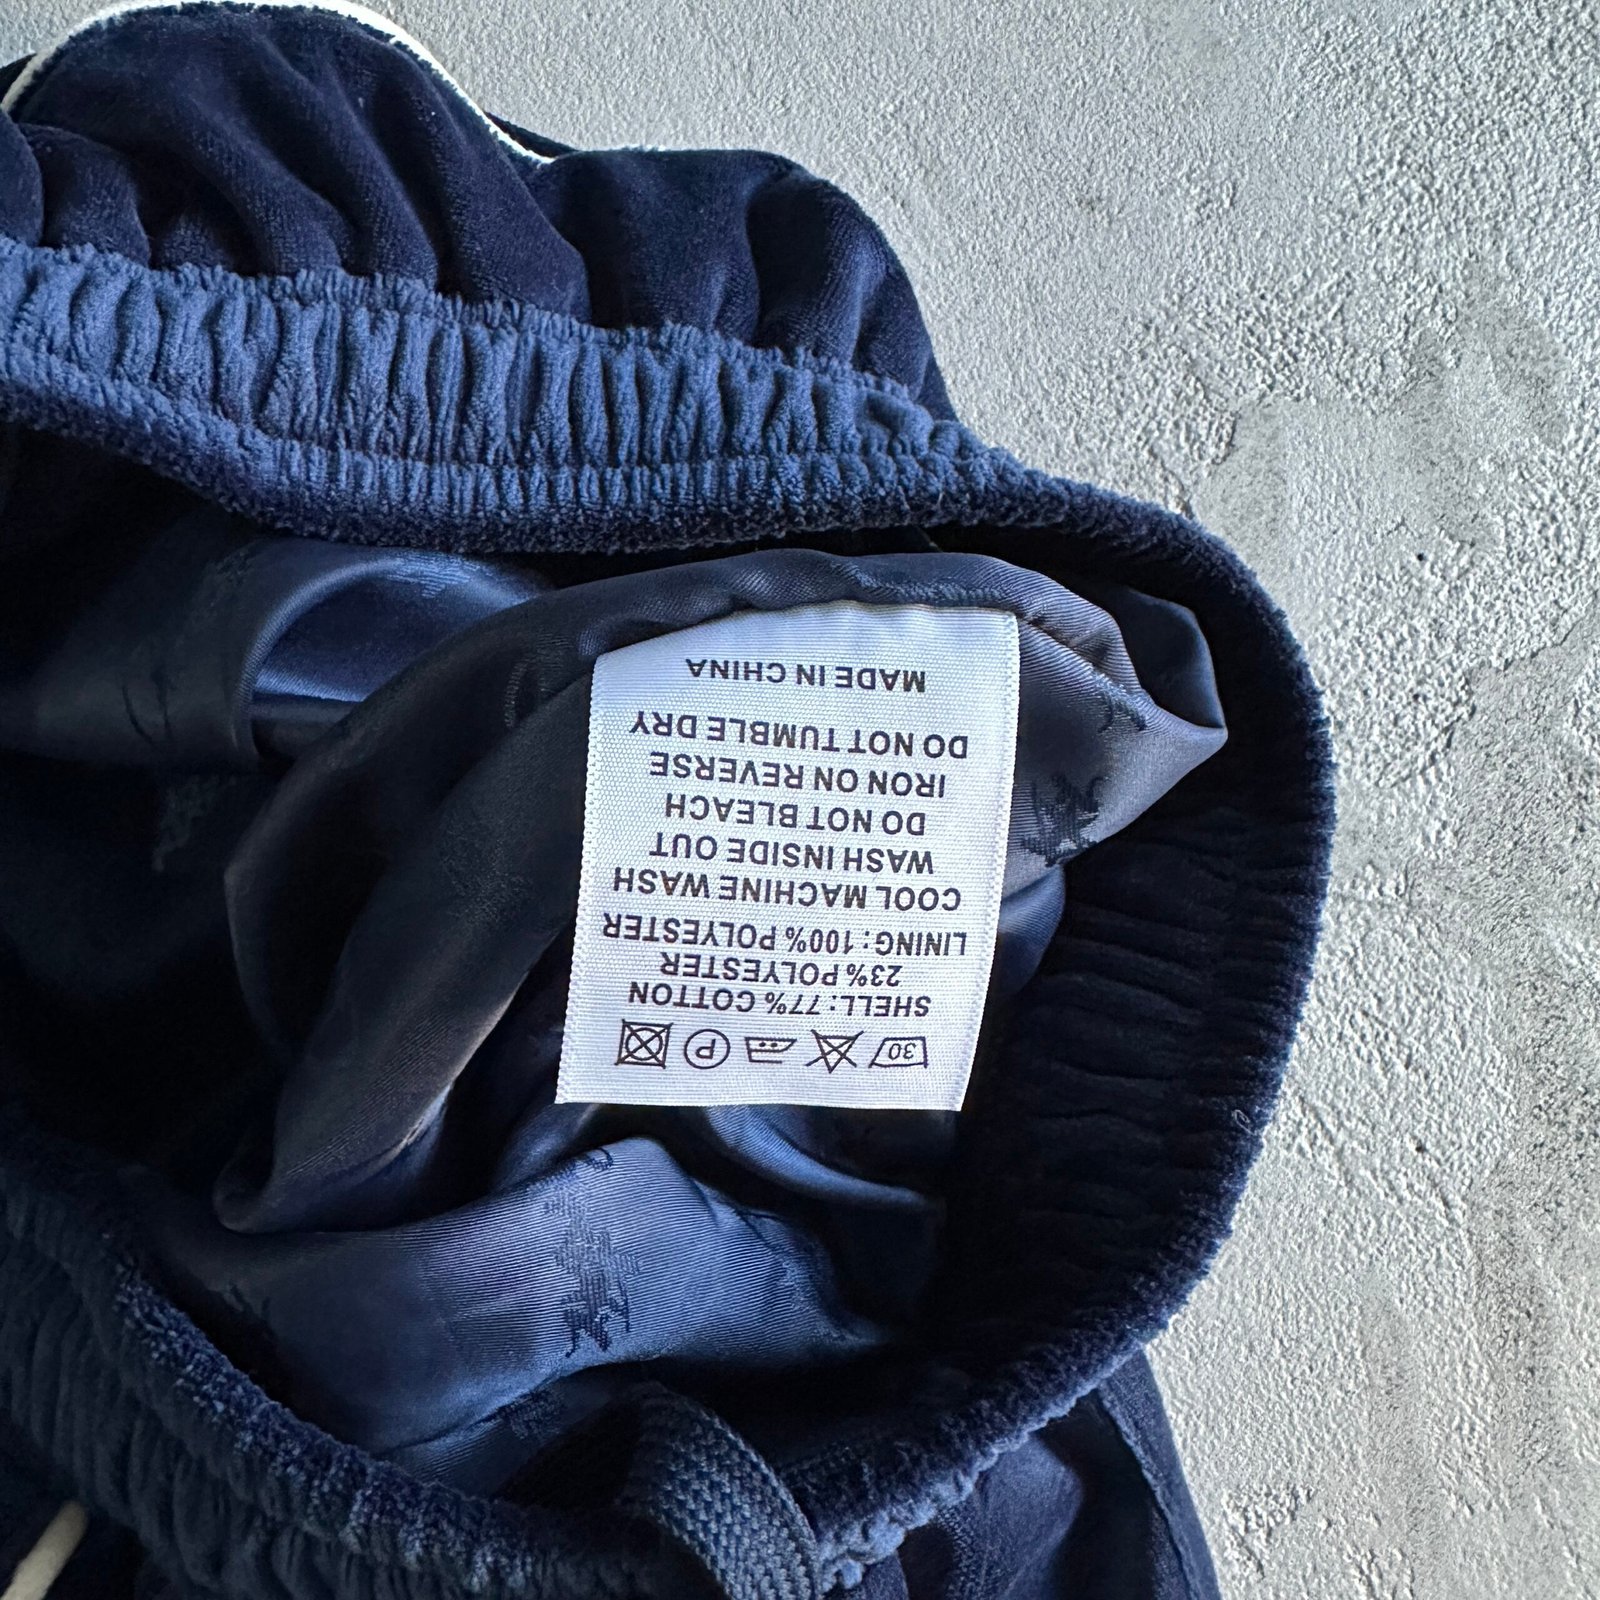 30 P
SHELL: 77% COTTON
23% POLYESTER
LINING: 100% POLYESTER
COOL MACHINE WASH
WASH INSIDE OUT
DO NOT BLEACH
IRON ON REVERSE
DO NOT TUMBLE DRY
MADE IN CHINA